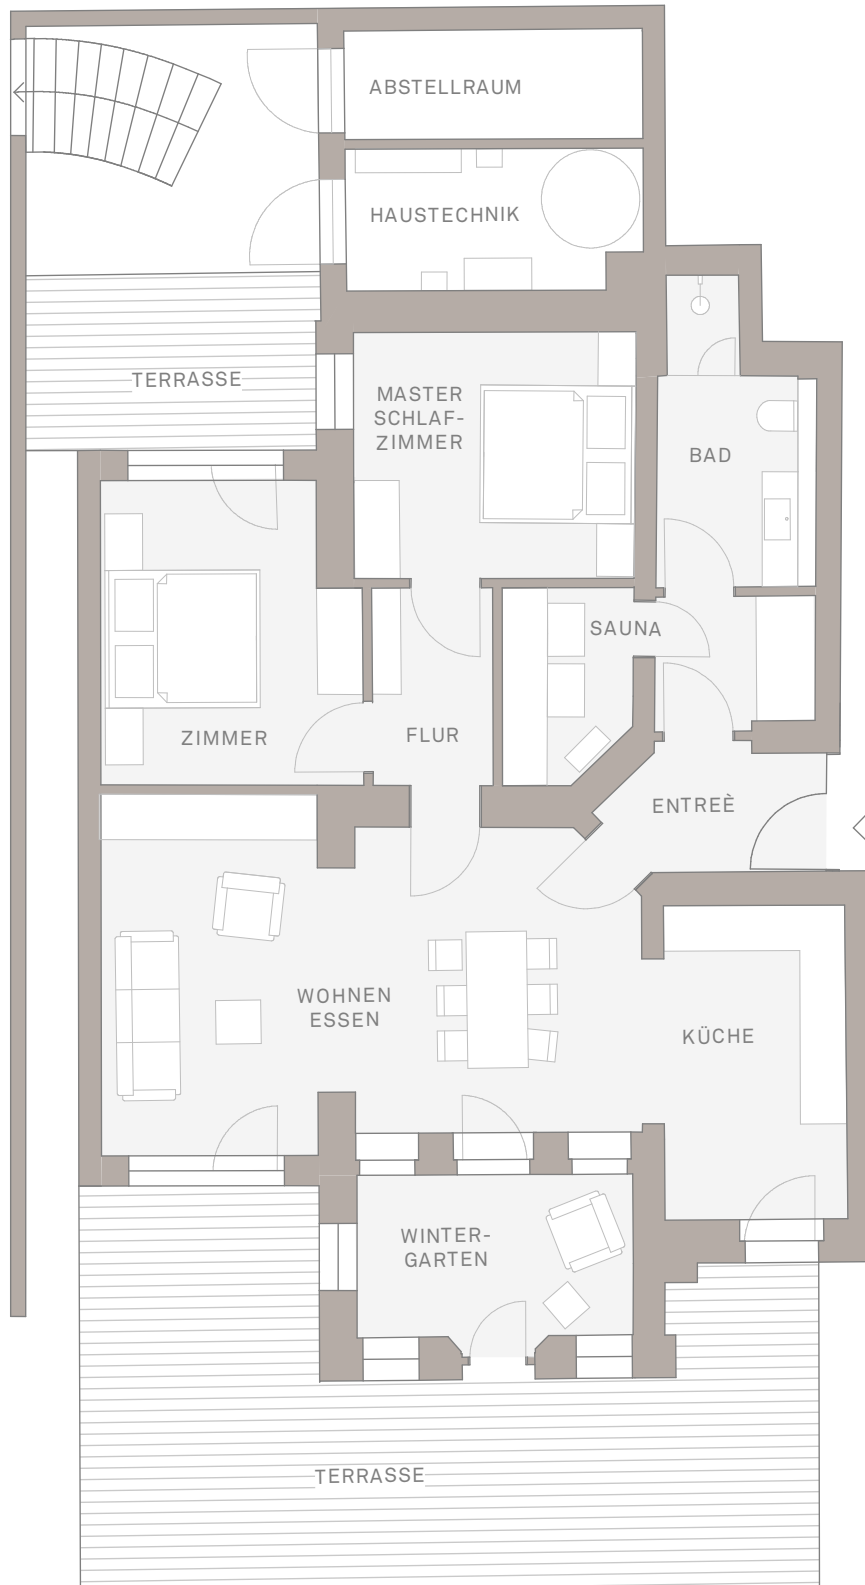 ABSTELLRAUM
HAUSTECHNIK
TERRASSE
MASTER
SCHLAF-
ZIMMER
BAD
SAUNA
ZIMMER
FLUR
ENTREÈ
WOHNEN
ESSEN
KÜCHE
WINTER-
GARTEN
TERRASSE